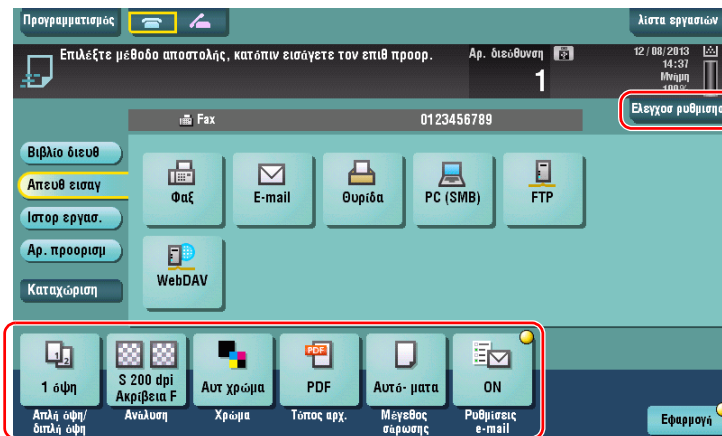 Προγραμματισμός
λίστα εργασιών
Επιλέξτε μέθοδο αποστολής, κατόπιν εισάγετε τον επιθ προορ.
Αρ. διεύθυνση
1
12/08/2013
14:37
Μνήμη
100%
Ελεγχοσ ρυθμισησ
Fax
0123456789
Βιβλίο διευθ
Απευθ εισαγ
Ιστορ εργασ.
Αρ. προορισμ
Καταχώριση
Φαξ
E-mail
Θυρίδα
PC (SMB)
FTP
WebDAV
1 όψη
S 200 dpi
Ακρίβεια F
Αυτ χρώμα
PDF
PDF
Αυτό- ματα
ON
Απλή όψη/
διπλή όψη
Ανάλυση
Χρώμα
Τύπος αρχ.
Μέγεθος
σάρωσης
Ρυθμίσεις
e-mail
Εφαρμογή